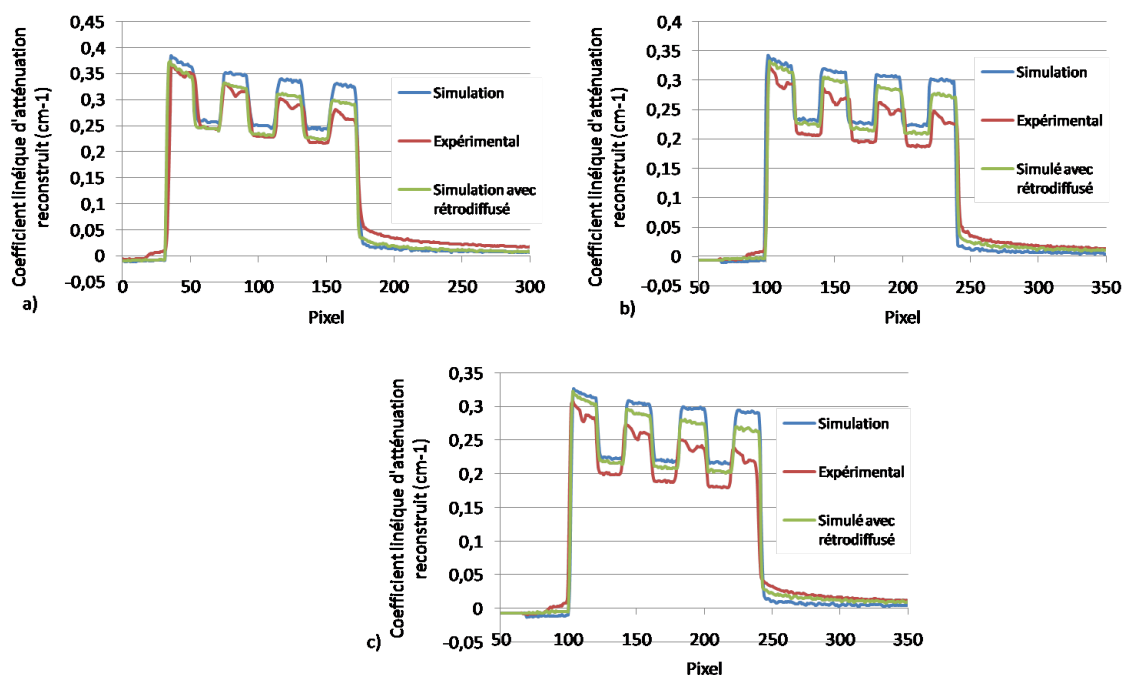 Coefficient linéique d'atténuation
reconstruit (cm-1)
0,45
0,4
0,35
0,3
0,25
0,2
0,15
0,1
0,05
0
-0,05
0 50 100 150 200 250 300
Pixel
a)
Simulation
Expérimental
Simulation avec
rétrodiffusé
Coefficient linéique d'atténuation
reconstruit (cm-1)
0,4
0,35
0,3
0,25
0,2
0,15
0,1
0,05
0
-0,05
50 100 150 200 250 300 350
Pixel
b)
Simulation
Expérimental
Simulé avec
rétrodiffusé
Coefficient linéique d'atténuation
reconstruit (cm-1)
0,35
0,3
0,25
0,2
0,15
0,1
0,05
0
-0,05
50 100 150 200 250 300 350
Pixel
c)
Simulation
Expérimental
Simulé avec
rétrodiffusé